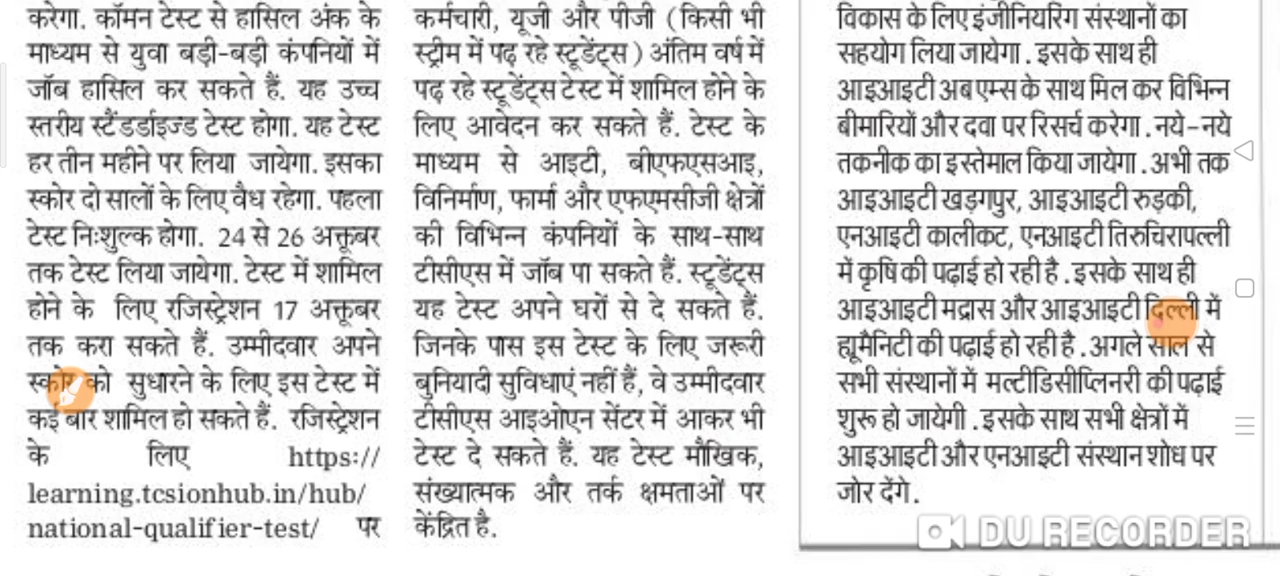 करेगा. कॉमन टेस्ट से हासिल अंक के
माध्यम से युवा बड़ी-बड़ी कंपनियों में
जॉब हासिल कर सकते हैं. यह उच्च
स्तरीय स्टैंडर्डाइज्ड टेस्ट होगा. यह टेस्ट
हर तीन महीने पर लिया जायेगा. इसका
स्कोर दो सालों के लिए वैध रहेगा. पहला
टेस्ट निःशुल्क होगा. 24 से 26 अक्तूबर
तक टेस्ट लिया जायेगा. टेस्ट में शामिल
होने के लिए रजिस्ट्रेशन 17 अक्तूबर
तक करा सकते हैं. उम्मीदवार अपने
स्कोर को सुधारने के लिए इस टेस्ट में
कई बार शामिल हो सकते हैं. रजिस्ट्रेशन
के लिए https://
learning.tcsionhub.in/hub/
national-qualifier-test/ पर
कर्मचारी, यूजी और पीजी (किसी भी
स्ट्रीम में पढ़ रहे स्टूडेंट्स) अंतिम वर्ष में
पढ़ रहे स्टूडेंट्स टेस्ट में शामिल होने के
लिए आवेदन कर सकते हैं. टेस्ट के
माध्यम से आइटी, बीएफएसआइ,
विनिर्माण, फार्मा और एफएमसीजी क्षेत्रों
की विभिन्न कंपनियों के साथ-साथ
टीसीएस में जॉब पा सकते हैं. स्टूडेंट्स
यह टेस्ट अपने घरों से दे सकते हैं.
जिनके पास इस टेस्ट के लिए जरूरी
बुनियादी सुविधाएं नहीं हैं, वे उम्मीदवार
टीसीएस आइओएन सेंटर में आकर भी
टेस्ट दे सकते हैं. यह टेस्ट मौखिक,
संख्यात्मक और तर्क क्षमताओं पर
केंद्रित है.
विकास के लिए इंजीनियरिंग संस्थानों का
सहयोग लिया जायेगा. इसके साथ ही
आइआइटी अब एम्स के साथ मिल कर विभिन्न
बीमारियों और दवा पर रिसर्च करेगा. नये-नये
तकनीक का इस्तेमाल किया जायेगा. अभी तक
आइआइटी खड़गपुर, आइआइटी रुड़की,
एनआइटी कालीकट, एनआइटी तिरुचिरापल्ली
में कृषि की पढ़ाई हो रही है. इसके साथ ही
आइआइटी मद्रास और आइआइटी दिल्ली में
ह्यूमैनिटी की पढ़ाई हो रही है. अगले साल से
सभी संस्थानों में मल्टीडिसीप्लिनरी की पढ़ाई
शुरू हो जायेगी. इसके साथ सभी क्षेत्रों में
आइआइटी और एनआइटी संस्थान शोध पर
जोर देंगे.
DU RECORDER